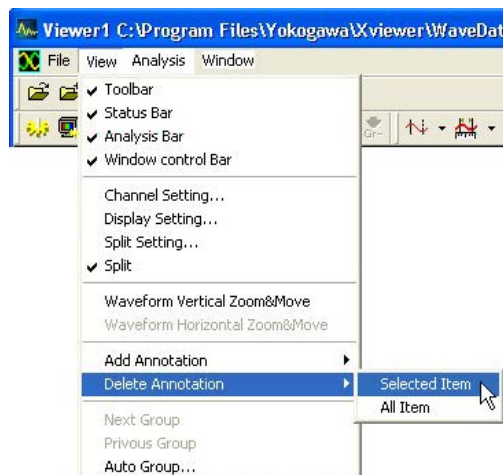 Viewer1 C:\Program Files\Yokogawa\Xviewer\WaveDat
File View Analysis Window
Toolbar
Status Bar
Analysis Bar
Window control Bar
Gr-
Channel Setting...
Display Setting...
Split Setting...
Split
Waveform Vertical Zoom&Move
Waveform Horizontal Zoom&Move
Add Annotation
Delete Annotation
Selected Item
All Item
Next Group
Privous Group
Auto Group...